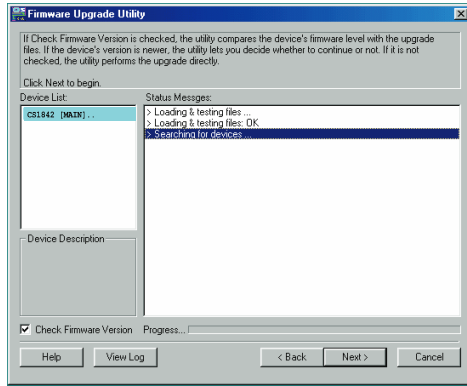 Firmware Upgrade Utility
If Check Firmware Version is checked, the utility compares the device's firmware level with the upgrade
files. If the device's version is newer, the utility lets you decide whether to continue or not. If it is not
checked, the utility performs the upgrade directly.
Click Next to begin.
Device List:
Status Messges:
CS1842 [MAIN]..
> Loading & testing files ...
> Loading & testing files: OK
> Searching for devices ...
Device Description
Check Firmware Version
Progress...
Help
View Log
< Back
Next >
Cancel